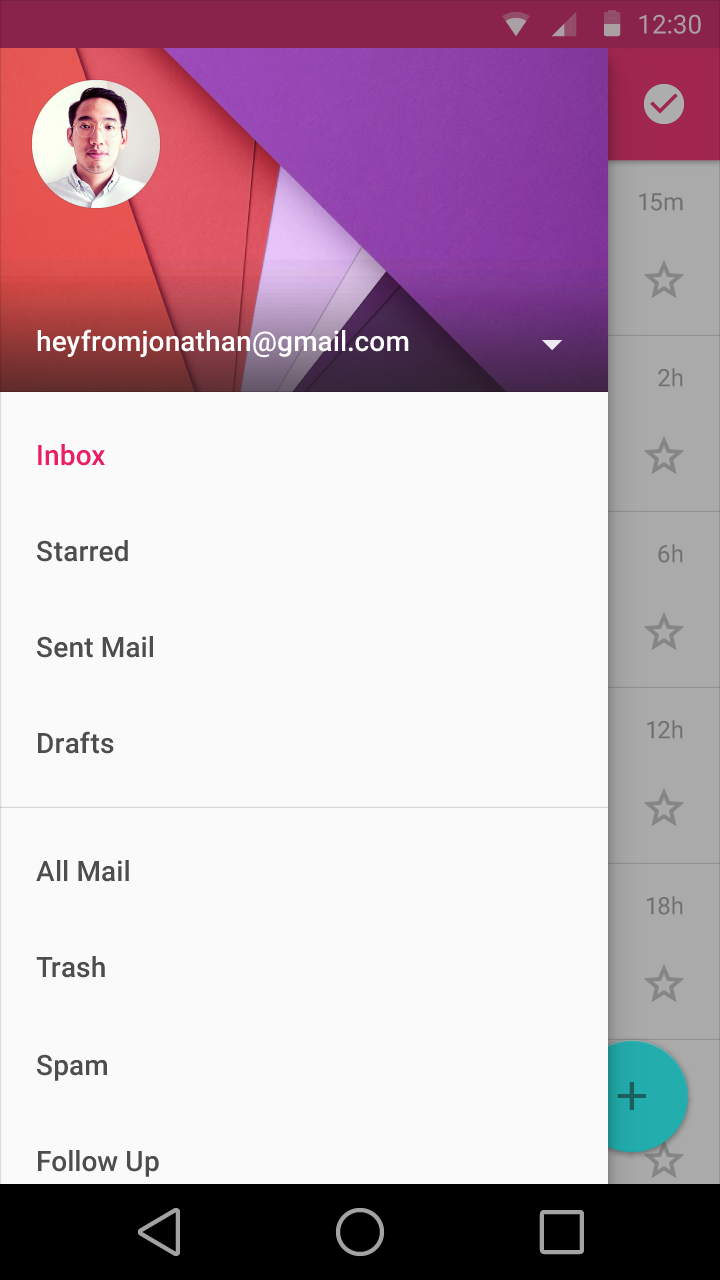 12:30
heyfromjonathan@gmail.com
Inbox
Starred
Sent Mail
Drafts
All Mail
Trash
Spam
Follow Up
15m
2h
6h
12h
18h